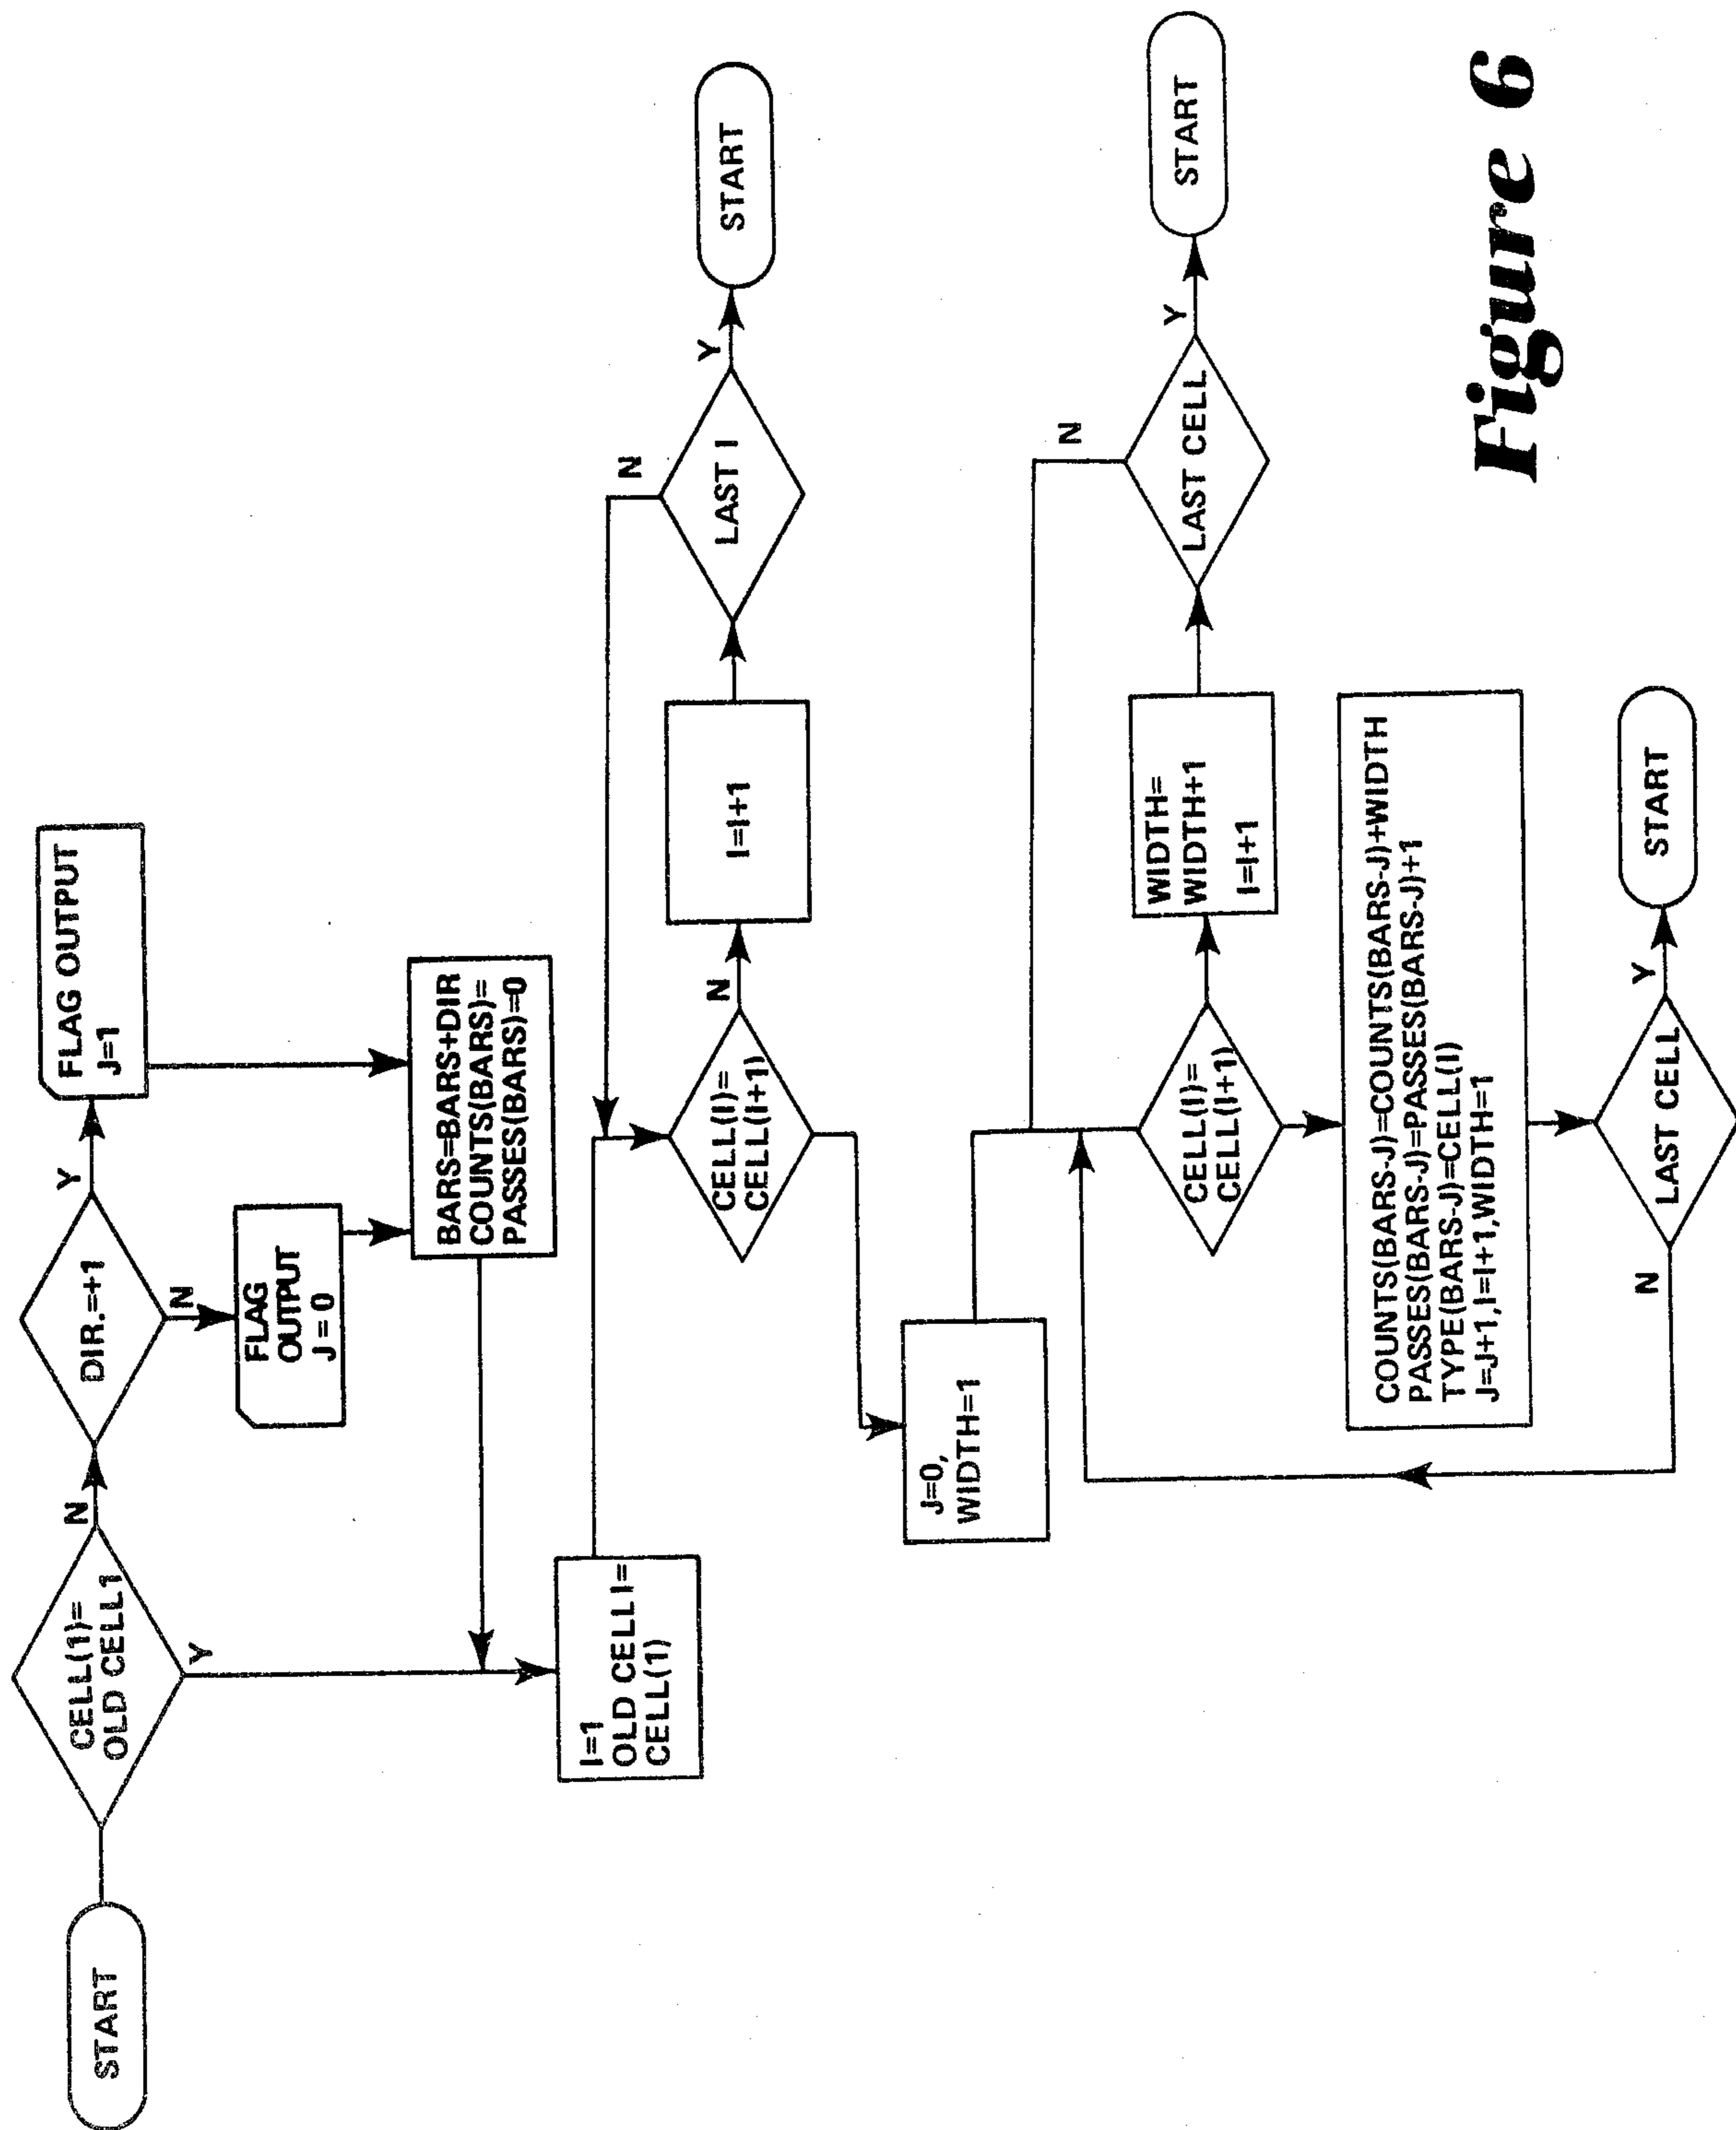 START
CELL(1)=
OLD CELL1
N
Y
DIR.=+1
Y
N
FLAG OUTPUT
J=1
FLAG
OUTPUT
J = 0
BARS=BARS+DIR
COUNTS(BARS)=
PASSES(BARS)=0
I=1
OLD CELL I=
CELL(1)
CELL(I)=
CELL(I+1)
N
I=I+1
LAST I
N
Y
START
J=0,
WIDTH=1
CELL(I)=
CELL(I+1)
WIDTH=
WIDTH+1
I=I+1
LAST CELL
N
Y
START
COUNTS(BARS-J)=COUNTS(BARS-J)+WIDTH
PASSES(BARS-J)=PASSES(BARS-J)+1
TYPE(BARS-J)=CELL(I)
J=J+1,I=I+1,WIDTH=1
LAST CELL
N
Y
START
Figure 6